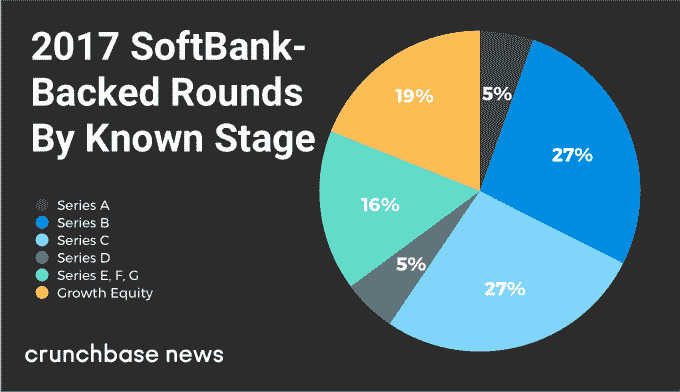 2017 SoftBank-
Backed Rounds
By Known Stage
Series A
Series B
Series C
Series D
Series E, F, G
Growth Equity
crunchbase news
5%
27%
27%
5%
16%
19%